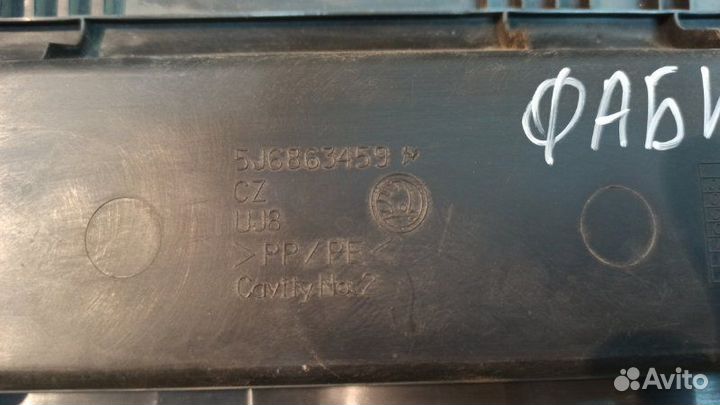 ФАБИ
5J6863459
CZ
UJ8
>PP/PE<
Cavity No.2
Avito